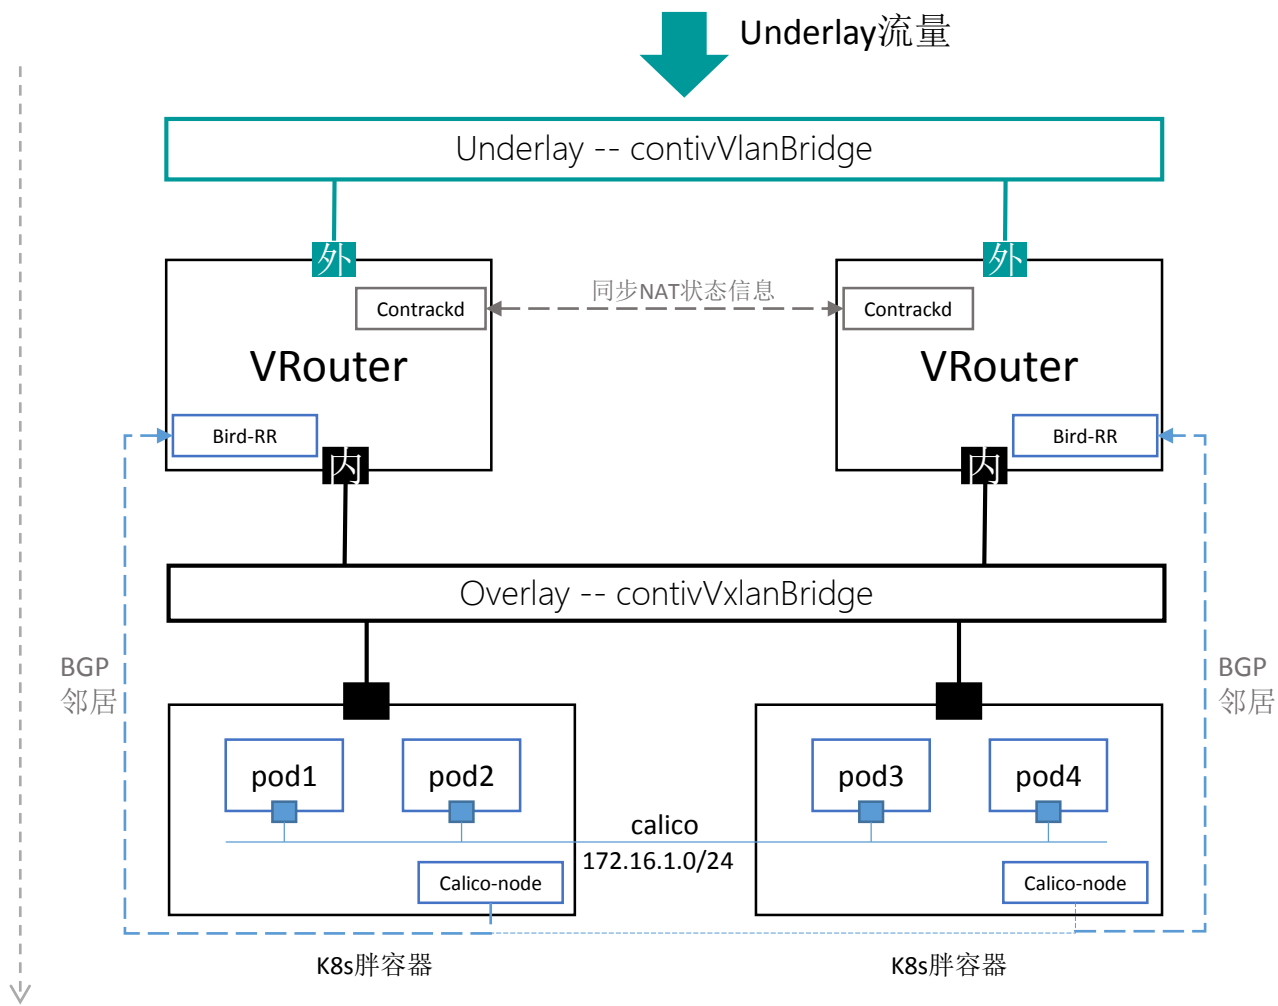 Underlay流量
Underlay -- contivVlanBridge
外
外
Contrackd
同步NAT状态信息
Contrackd
VRouter
VRouter
Bird-RR
Bird-RR
内
内
Overlay -- contivVxlanBridge
BGP
邻居
BGP
邻居
pod1
pod2
pod3
pod4
calico
172.16.1.0/24
Calico-node
Calico-node
K8s胖容器
K8s胖容器